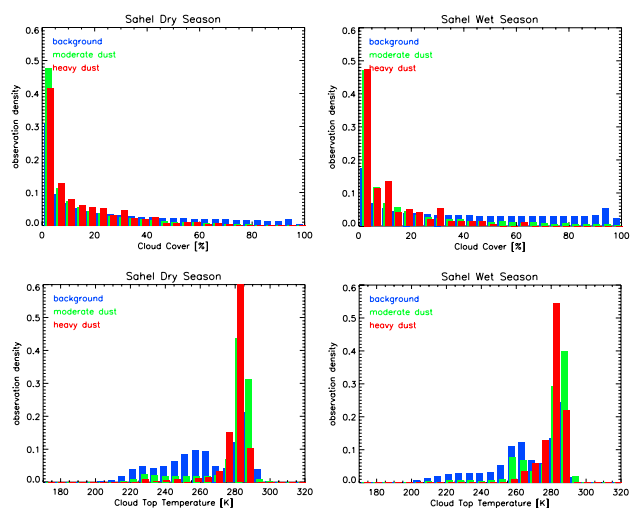 Sahel Dry Season
0.6
0.5
0.4
0.3
0.2
0.1
0.0
observation density
background
moderate dust
heavy dust
0 20 40 60 80 100
Cloud Cover [%]
Sahel Wet Season
0.6
0.5
0.4
0.3
0.2
0.1
0.0
observation density
background
moderate dust
heavy dust
0 20 40 60 80 100
Cloud Cover [%]
Sahel Dry Season
0.6
0.5
0.4
0.3
0.2
0.1
0.0
observation density
background
moderate dust
heavy dust
180 200 220 240 260 280 300 320
Cloud Top Temperature [K]
Sahel Wet Season
0.6
0.5
0.4
0.3
0.2
0.1
0.0
observation density
background
moderate dust
heavy dust
180 200 220 240 260 280 300 320
Cloud Top Temperature [K]